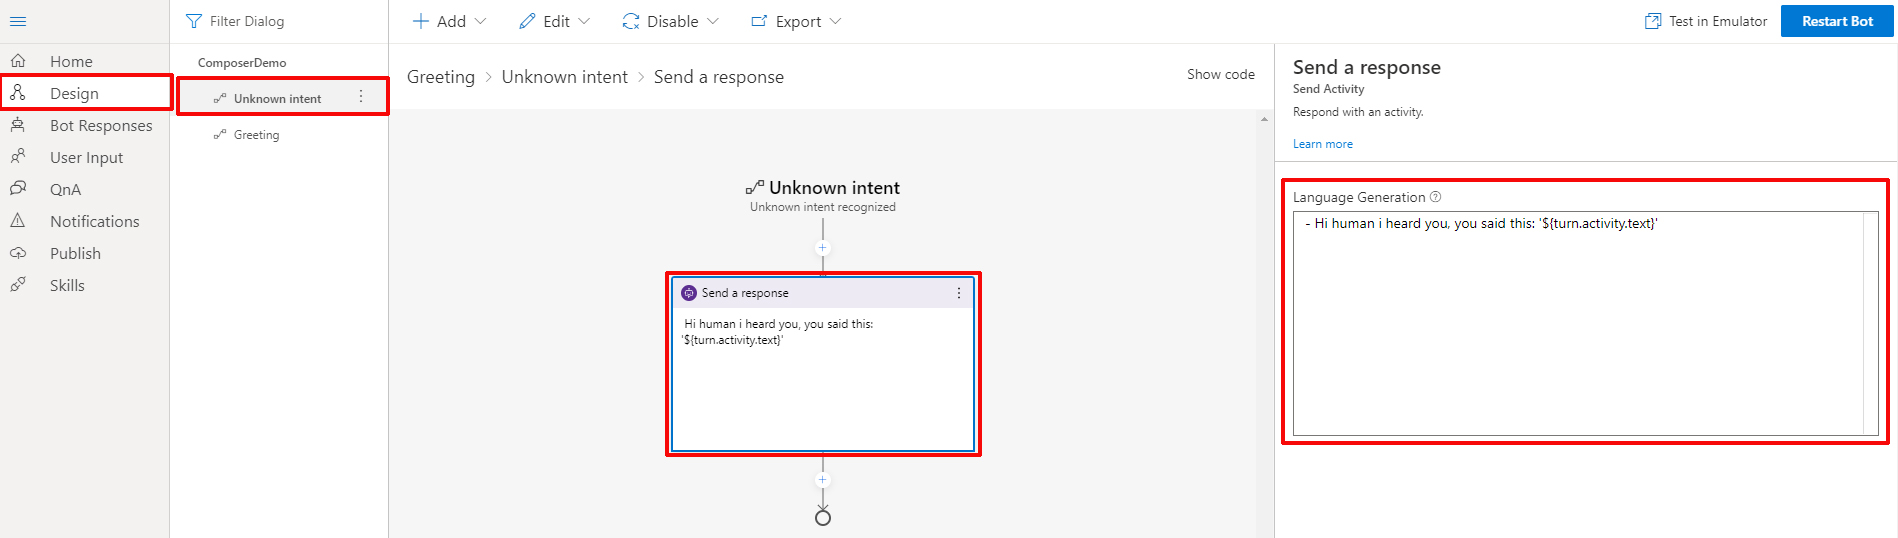 Filter Dialog
Add
Edit
Disable
Export
Test in Emulator
Restart Bot
Home
Design
Bot Responses
User Input
QnA
Notifications
Publish
Skills
ComposerDemo
Unknown intent
Greeting
Greeting > Unknown intent > Send a response
Show code
Unknown intent
Unknown intent recognized
Send a response
Hi human i heard you, you said this:
'${turn.activity.text}'
Send a response
Send Activity
Respond with an activity.
Learn more
Language Generation
- Hi human i heard you, you said this: '${turn.activity.text}'